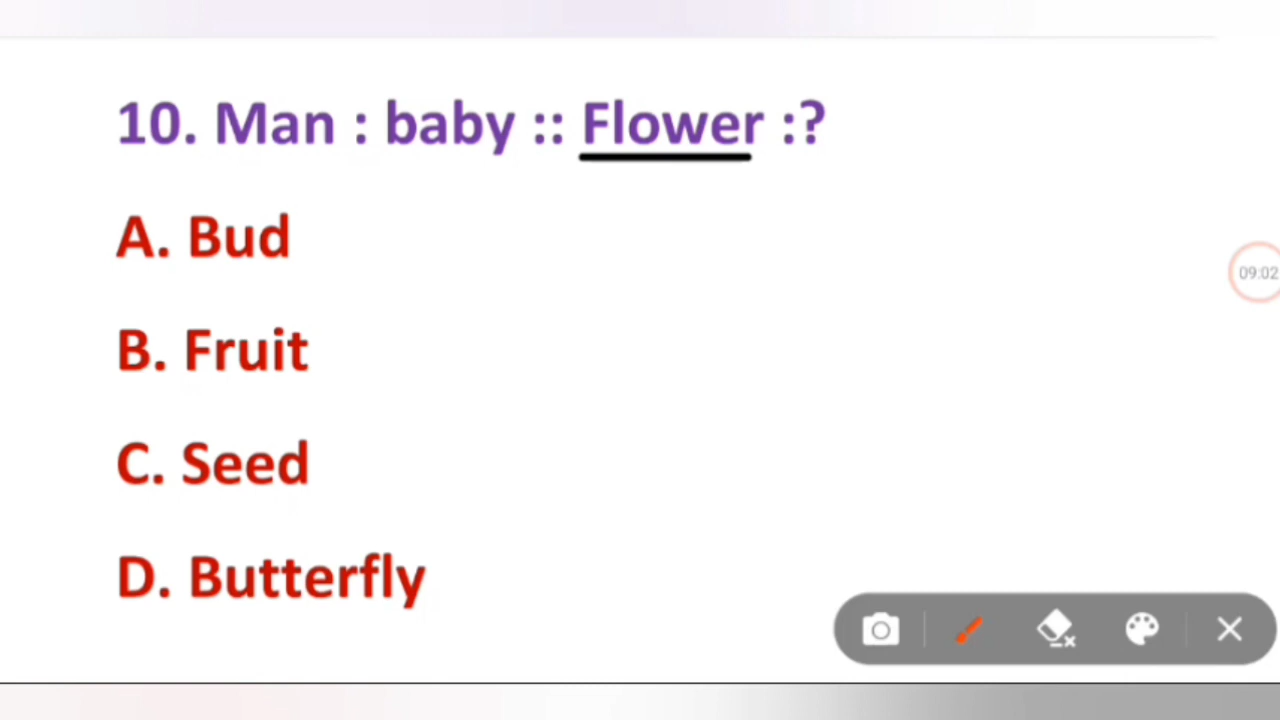 10. Man : baby :: Flower :?
A. Bud
B. Fruit
09:02
C. Seed
D. Butterfly